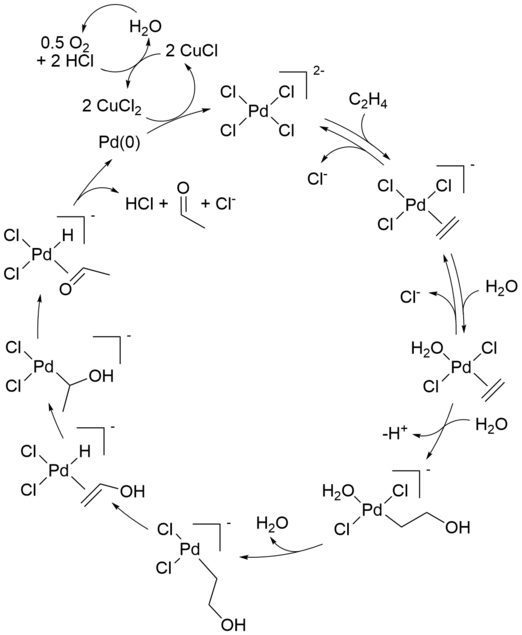 H₂O
0.5 O₂
+ 2 HCl
2 CuCl
2 CuCl₂
Pd(0)
Cl Cl
Pd
Cl Cl
2-
C₂H₄
Cl⁻
Cl Cl
Pd
Cl
-
Cl⁻
H₂O
H₂O Cl
Pd
Cl
-H⁺
H₂O
H₂O Cl
Pd
Cl
OH
-
H₂O
Cl
Pd
Cl
OH
-
Cl H
Pd
Cl
OH
-
Cl
Pd
Cl
OH
-
Cl H
Pd
Cl
O
-
O
HCl + + Cl⁻